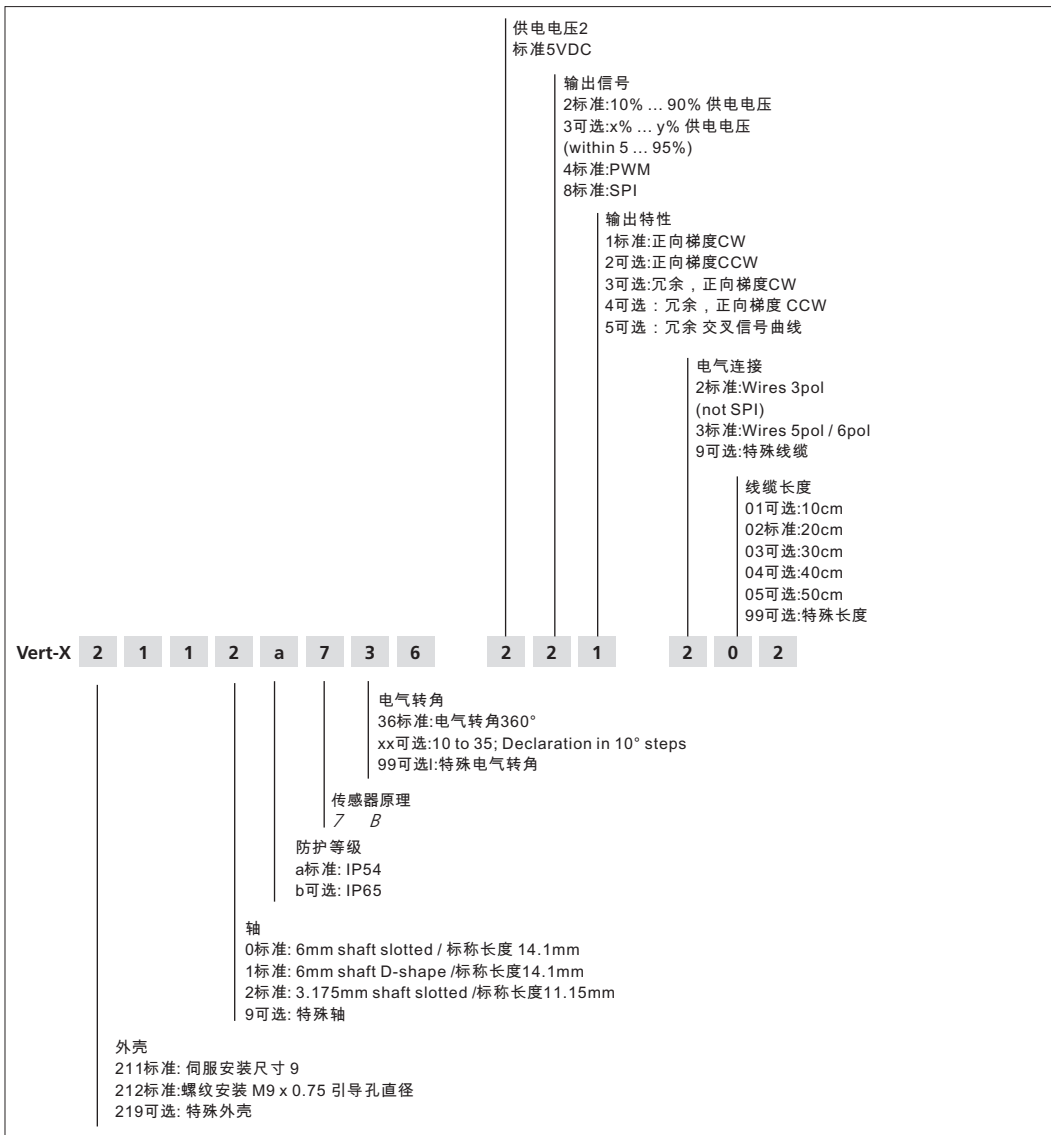 供电电压2
标准5VDC
输出信号
2标准:10% ... 90% 供电电压
3可选:x% ... y% 供电电压
(within 5 ... 95%)
4标准:PWM
8标准:SPI
输出特性
1标准:正向梯度CW
2可选:正向梯度CCW
3可选:冗余，正向梯度CW
4可选：冗余，正向梯度 CCW
5可选：冗余 交叉信号曲线
电气连接
2标准:Wires 3pol
(not SPI)
3标准:Wires 5pol / 6pol
9可选:特殊线缆
线缆长度
01可选:10cm
02标准:20cm
03可选:30cm
04可选:40cm
05可选:50cm
99可选:特殊长度
Vert-X 2 1 1 2 a 7 3 6 2 2 1 2 0 2
电气转角
36标准:电气转角360°
xx可选:10 to 35; Declaration in 10° steps
99可选l:特殊电气转角
传感器原理
7 B
防护等级
a标准: IP54
b可选: IP65
轴
0标准: 6mm shaft slotted / 标称长度 14.1mm
1标准: 6mm shaft D-shape /标称长度14.1mm
2标准: 3.175mm shaft slotted /标称长度11.15mm
9可选: 特殊轴
外壳
211标准: 伺服安装尺寸 9
212标准:螺纹安装 M9 x 0.75 引导孔直径
219可选: 特殊外壳